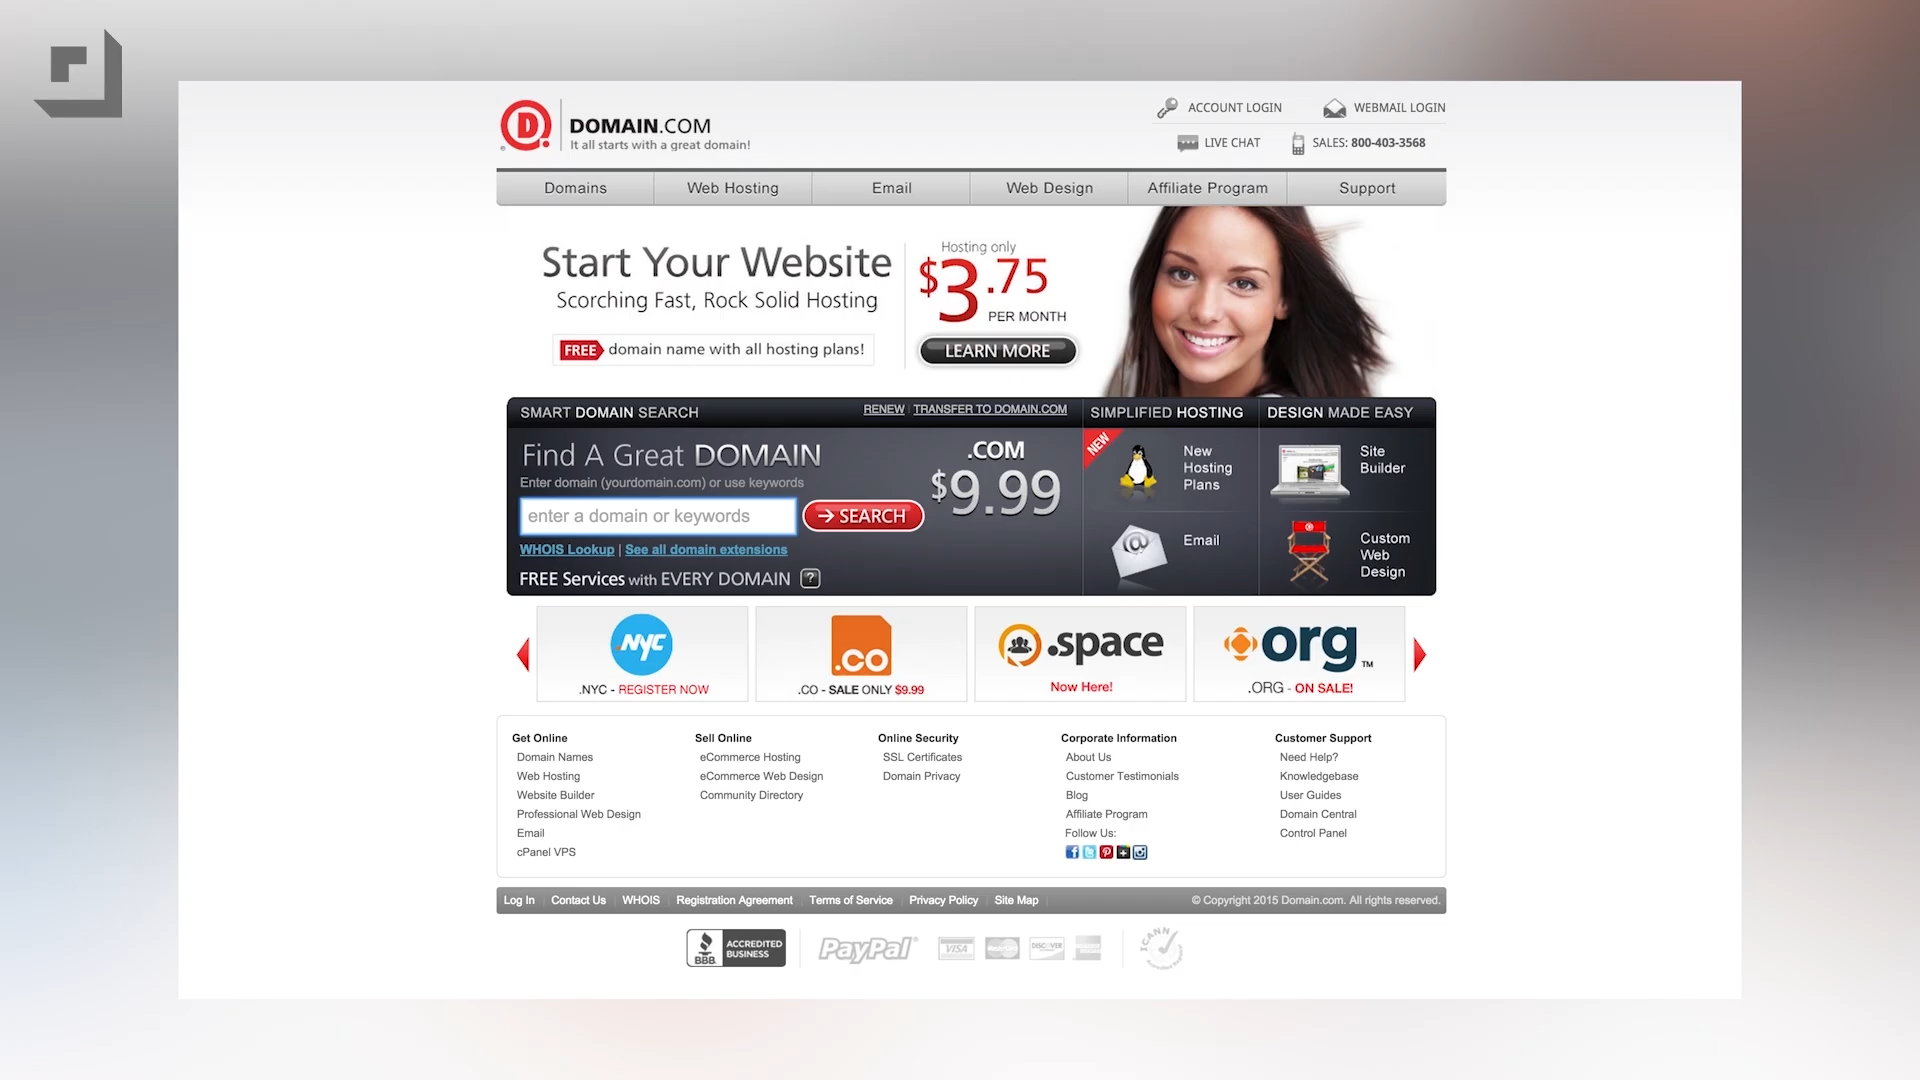 DOMAIN.COM
It all starts with a great domain!
ACCOUNT LOGIN
WEBMAIL LOGIN
LIVE CHAT
SALES: 800-403-3568
Domains
Web Hosting
Email
Web Design
Affiliate Program
Support
Start Your Website
Scorching Fast, Rock Solid Hosting
FREE domain name with all hosting plans!
Hosting only
$3.75
PER MONTH
LEARN MORE
SMART DOMAIN SEARCH
RENEW | TRANSFER TO DOMAIN.COM
Find A Great DOMAIN
Enter domain (yourdomain.com) or use keywords
enter a domain or keywords
SEARCH
WHOIS Lookup | See all domain extensions
FREE Services with EVERY DOMAIN ?
.COM
$9.99
SIMPLIFIED HOSTING
NEW
New
Hosting
Plans
Email
DESIGN MADE EASY
Site
Builder
Custom
Web
Design
.NYC
.NYC - REGISTER NOW
.CO
.CO - SALE ONLY $9.99
.space
Now Here!
org TM
.ORG - ON SALE!
Get Online
Domain Names
Web Hosting
Website Builder
Professional Web Design
Email
cPanel VPS
Sell Online
eCommerce Hosting
eCommerce Web Design
Community Directory
Online Security
SSL Certificates
Domain Privacy
Corporate Information
About Us
Customer Testimonials
Blog
Affiliate Program
Follow Us:
Customer Support
Need Help?
Knowledgebase
User Guides
Domain Central
Control Panel
Log In
Contact Us
WHOIS
Registration Agreement
Terms of Service
Privacy Policy
Site Map
© Copyright 2015 Domain.com. All rights reserved.
BBB.
ACCREDITED
BUSINESS
PayPal
VISA
DISCOVER
ICANN